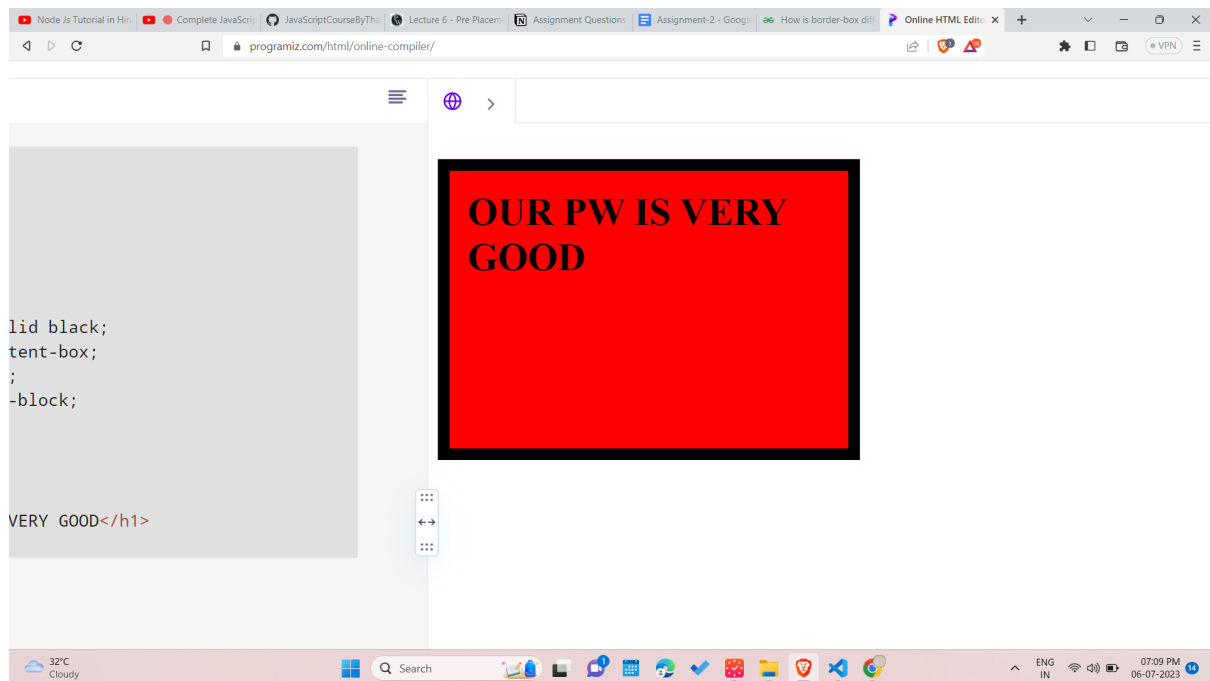 Node Js Tutorial in Hin
Complete JavaScrip
JavaScriptCourseByTha
Lecture 6 - Pre Placem
Assignment Questions
Assignment-2 - Google
How is border-box diff
Online HTML Edito
programiz.com/html/online-compiler/
VPN
OUR PW IS VERY
GOOD
lid black;
tent-box;
;
-block;
VERY GOOD</h1>
32°C
Cloudy
Search
1
ENG
IN
07:09 PM
06-07-2023
14